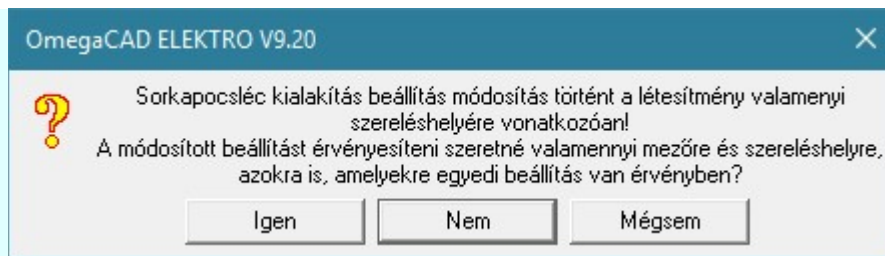 OmegaCAD ELEKTRO V9.20
Sorkapocsléc kialakítás beállítás módosítás történt a létesítmény valamenyi
szereléshelyére vonatkozóan!
A módosított beállítást érvényesíteni szeretné valamennyi mezőre és szereléshelyre,
azokra is, amelyekre egyedi beállítás van érvényben?
Igen
Nem
Mégsem